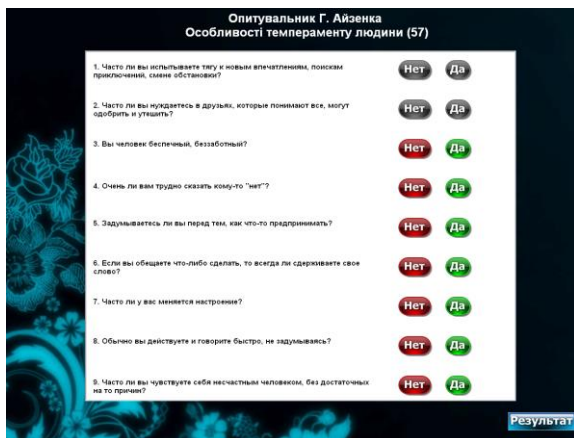 Опитувальник Г. Айзенка
Особливості темпераменту людини (57)
1. Часто ли вы испытываете тягу к новым впечатлениям, поискам
приключений, смене обстановки?
Нет Да
2. Часто ли вы нуждаетесь в друзьях, которые понимают все, могут
одобрить и утешить?
Нет Да
3. Вы человек беспечный, беззаботный?
Нет Да
4. Очень ли вам трудно сказать кому-то "нет"?
Нет Да
5. Задумываетесь ли вы перед тем, как что-то предпринимать?
Нет Да
6. Если вы обещаете что-либо сделать, то всегда ли сдерживаете свое
слово?
Нет Да
7. Часто ли у вас меняется настроение?
Нет Да
8. Обычно вы действуете и говорите быстро, не задумываясь?
Нет Да
9. Часто ли вы чувствуете себя несчастным человеком, без достаточных
на то причин?
Нет Да
Результат